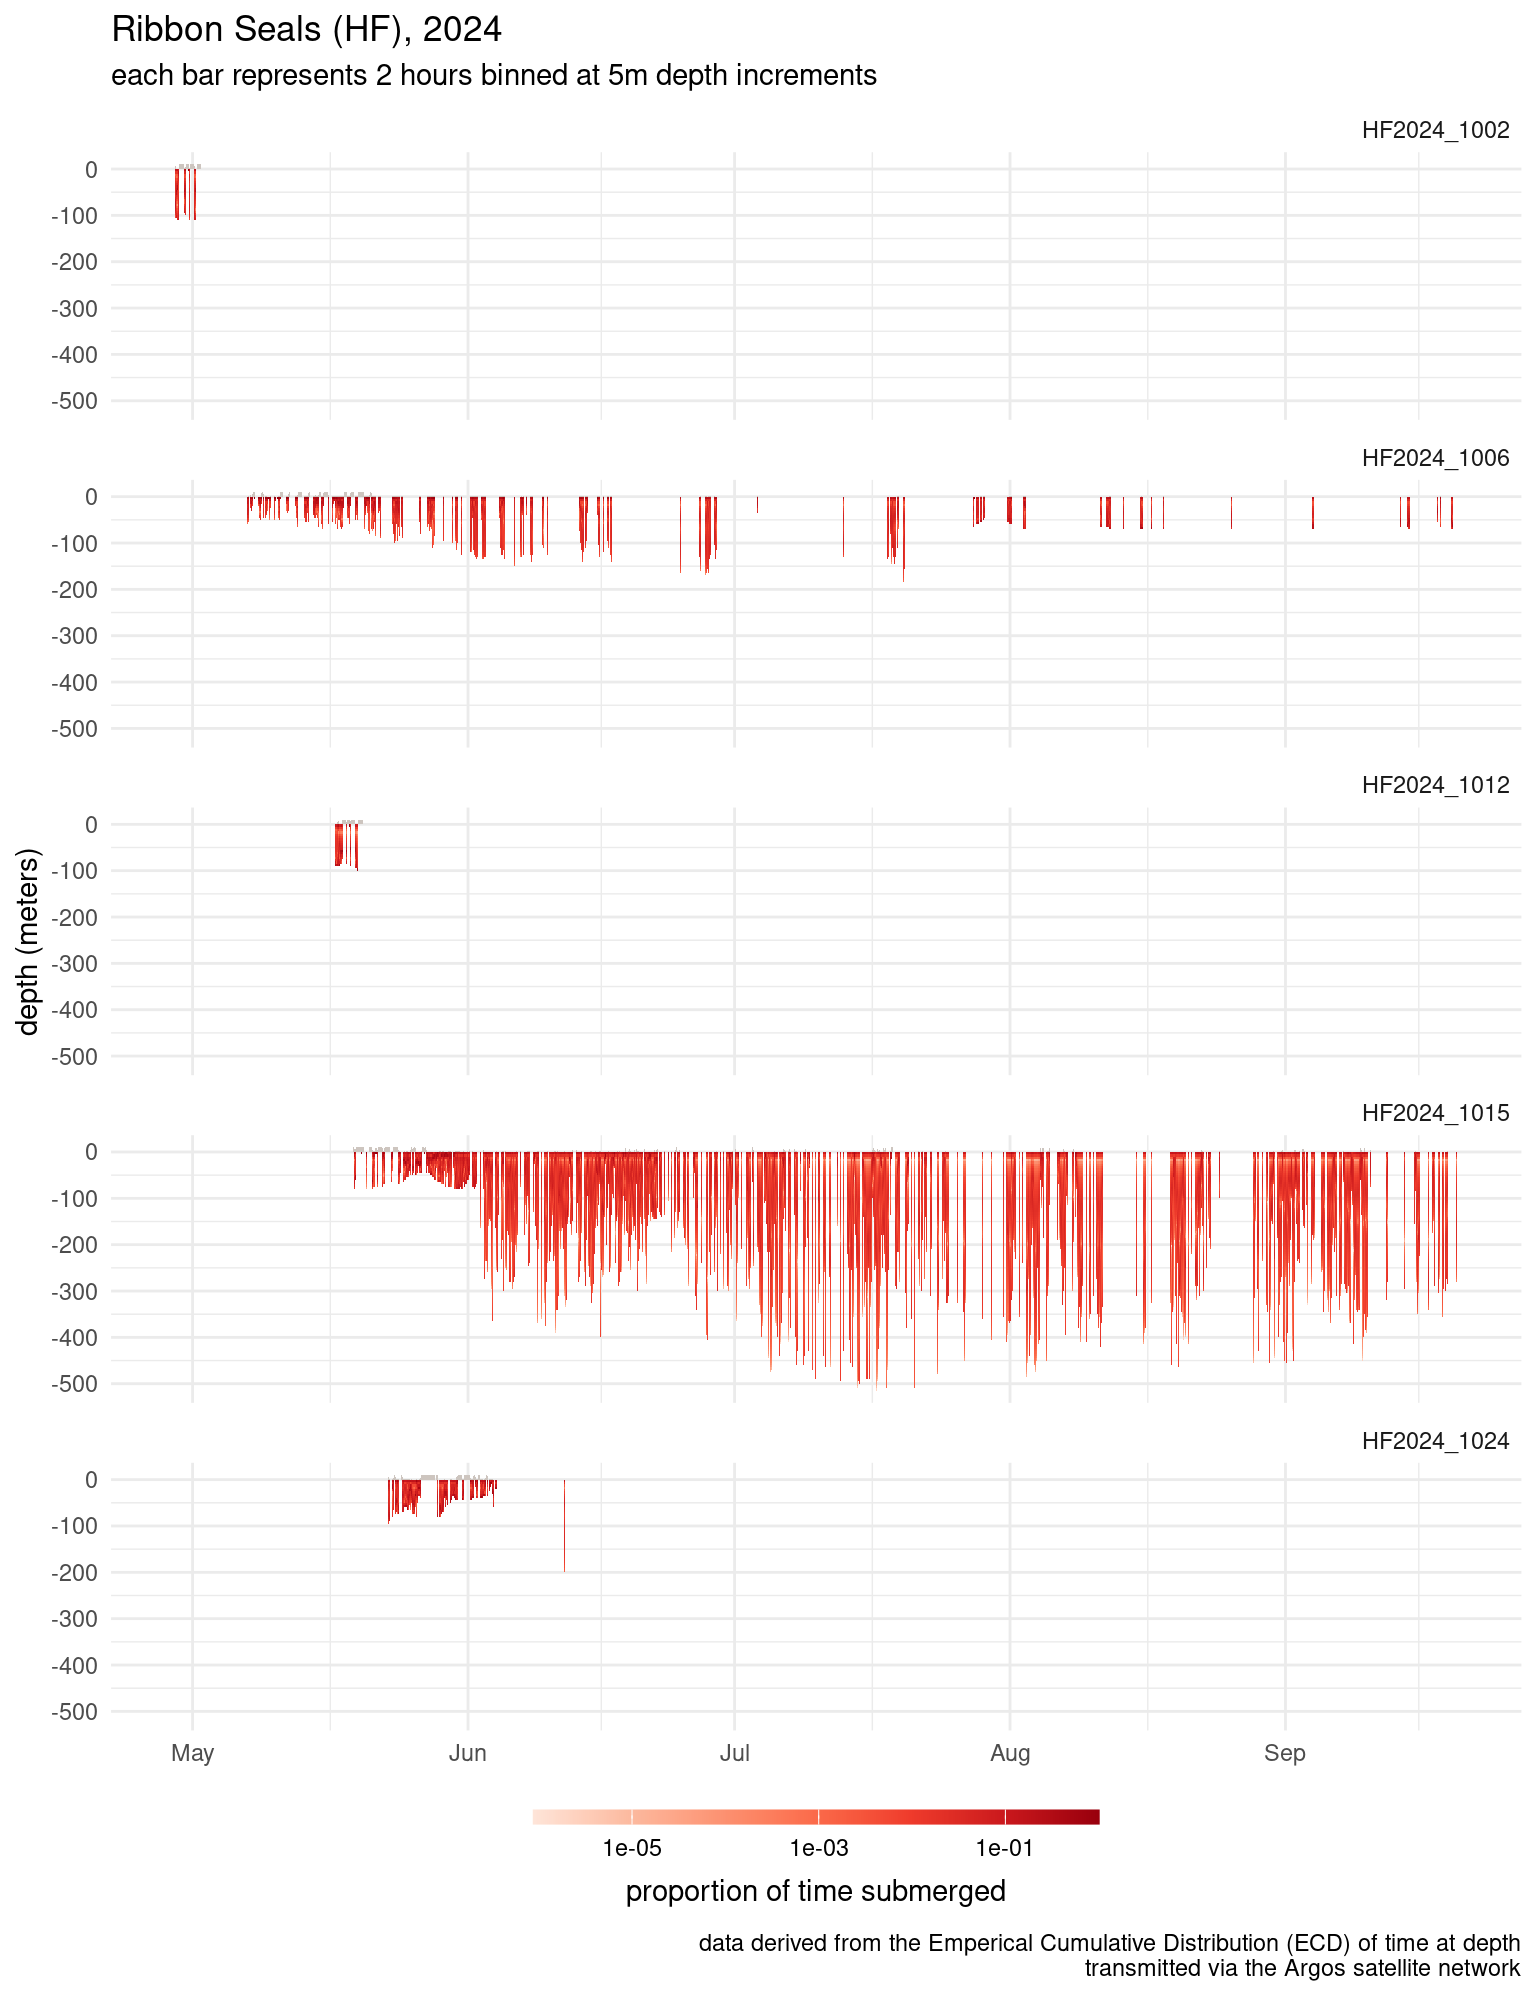 Ribbon Seals (HF), 2024
each bar represents 2 hours binned at 5m depth increments
HF2024_1002
0
-100
-200
-300
-400
-500
HF2024_1006
0
-100
-200
-300
-400
-500
HF2024_1012
0
-100
-200
-300
-400
-500
depth (meters)
HF2024_1015
0
-100
-200
-300
-400
-500
HF2024_1024
0
-100
-200
-300
-400
-500
May Jun Jul Aug Sep
1e-05 1e-03 1e-01
proportion of time submerged
data derived from the Emperical Cumulative Distribution (ECD) of time at depth
transmitted via the Argos satellite network